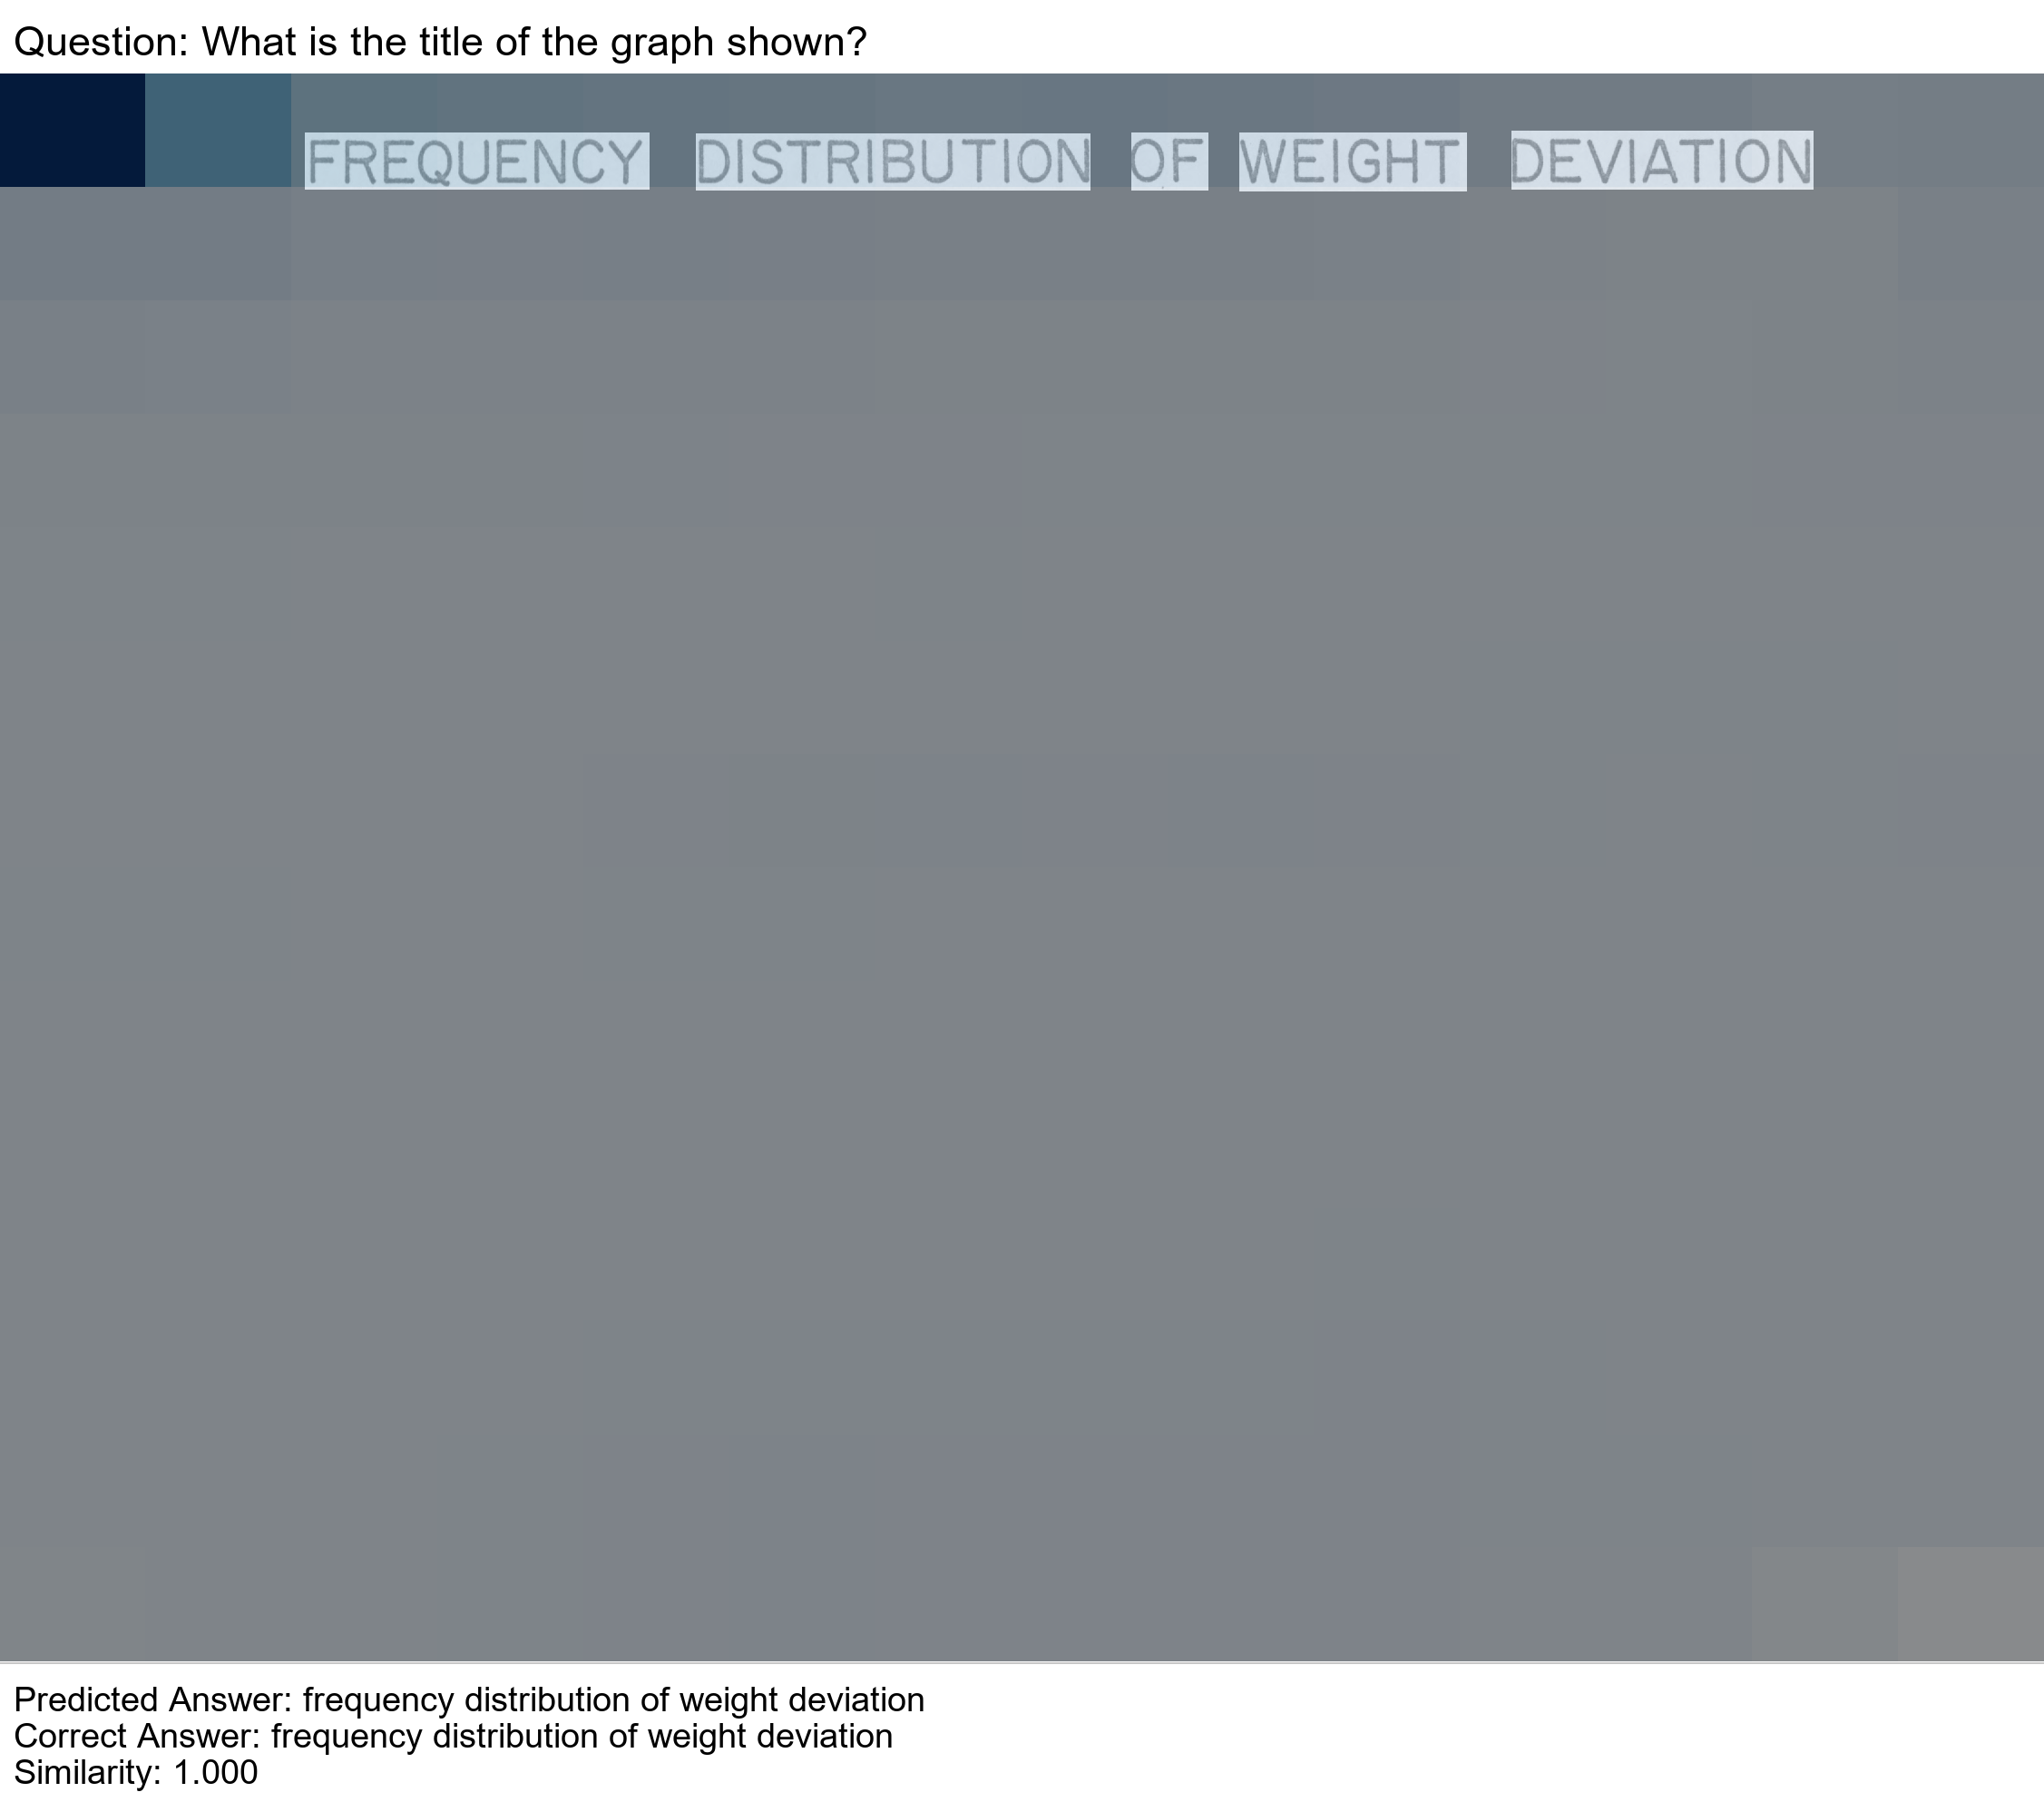 Question: What is the title of the graph shown?
FREQUENCY DISTRIBUTION OF WEIGHT DEVIATION
Predicted Answer: frequency distribution of weight deviation
Correct Answer: frequency distribution of weight deviation
Similarity: 1.000